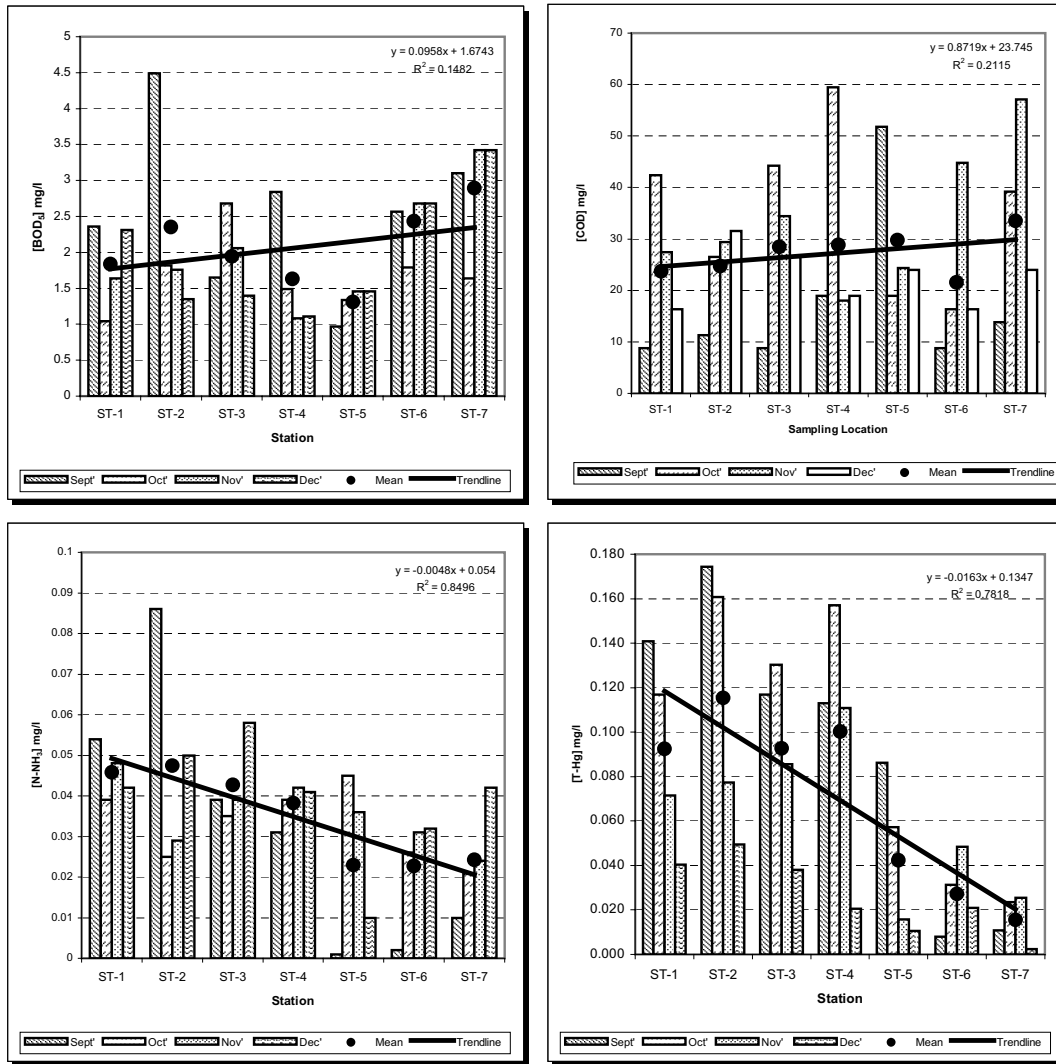 5
4.5
4
3.5
3
2.5
2
1.5
1
0.5
0
[BOD5] mg/l
y = 0.0958x + 1.6743
R2 = 0.1482
ST-1 ST-2 ST-3 ST-4 ST-5 ST-6 ST-7
Station
Sept' Oct' Nov' Dec' Mean Trendline
70
60
50
40
30
20
10
0
[COD] mg/l
y = 0.8719x + 23.745
R2 = 0.2115
ST-1 ST-2 ST-3 ST-4 ST-5 ST-6 ST-7
Sampling Location
Sept' Oct' Nov' Dec' Mean Trendline
0.1
0.09
0.08
0.07
0.06
0.05
0.04
0.03
0.02
0.01
0
[N-NH3] mg/l
y = -0.0048x + 0.054
R2 = 0.8496
ST-1 ST-2 ST-3 ST-4 ST-5 ST-6 ST-7
Station
Sept' Oct' Nov' Dec' Mean Trendline
0.180
0.160
0.140
0.120
0.100
0.080
0.060
0.040
0.020
0.000
[T-Hg] mg/l
y = -0.0163x + 0.1347
R2 = 0.7818
ST-1 ST-2 ST-3 ST-4 ST-5 ST-6 ST-7
Station
Sept' Oct' Nov' Dec' Mean Trendline